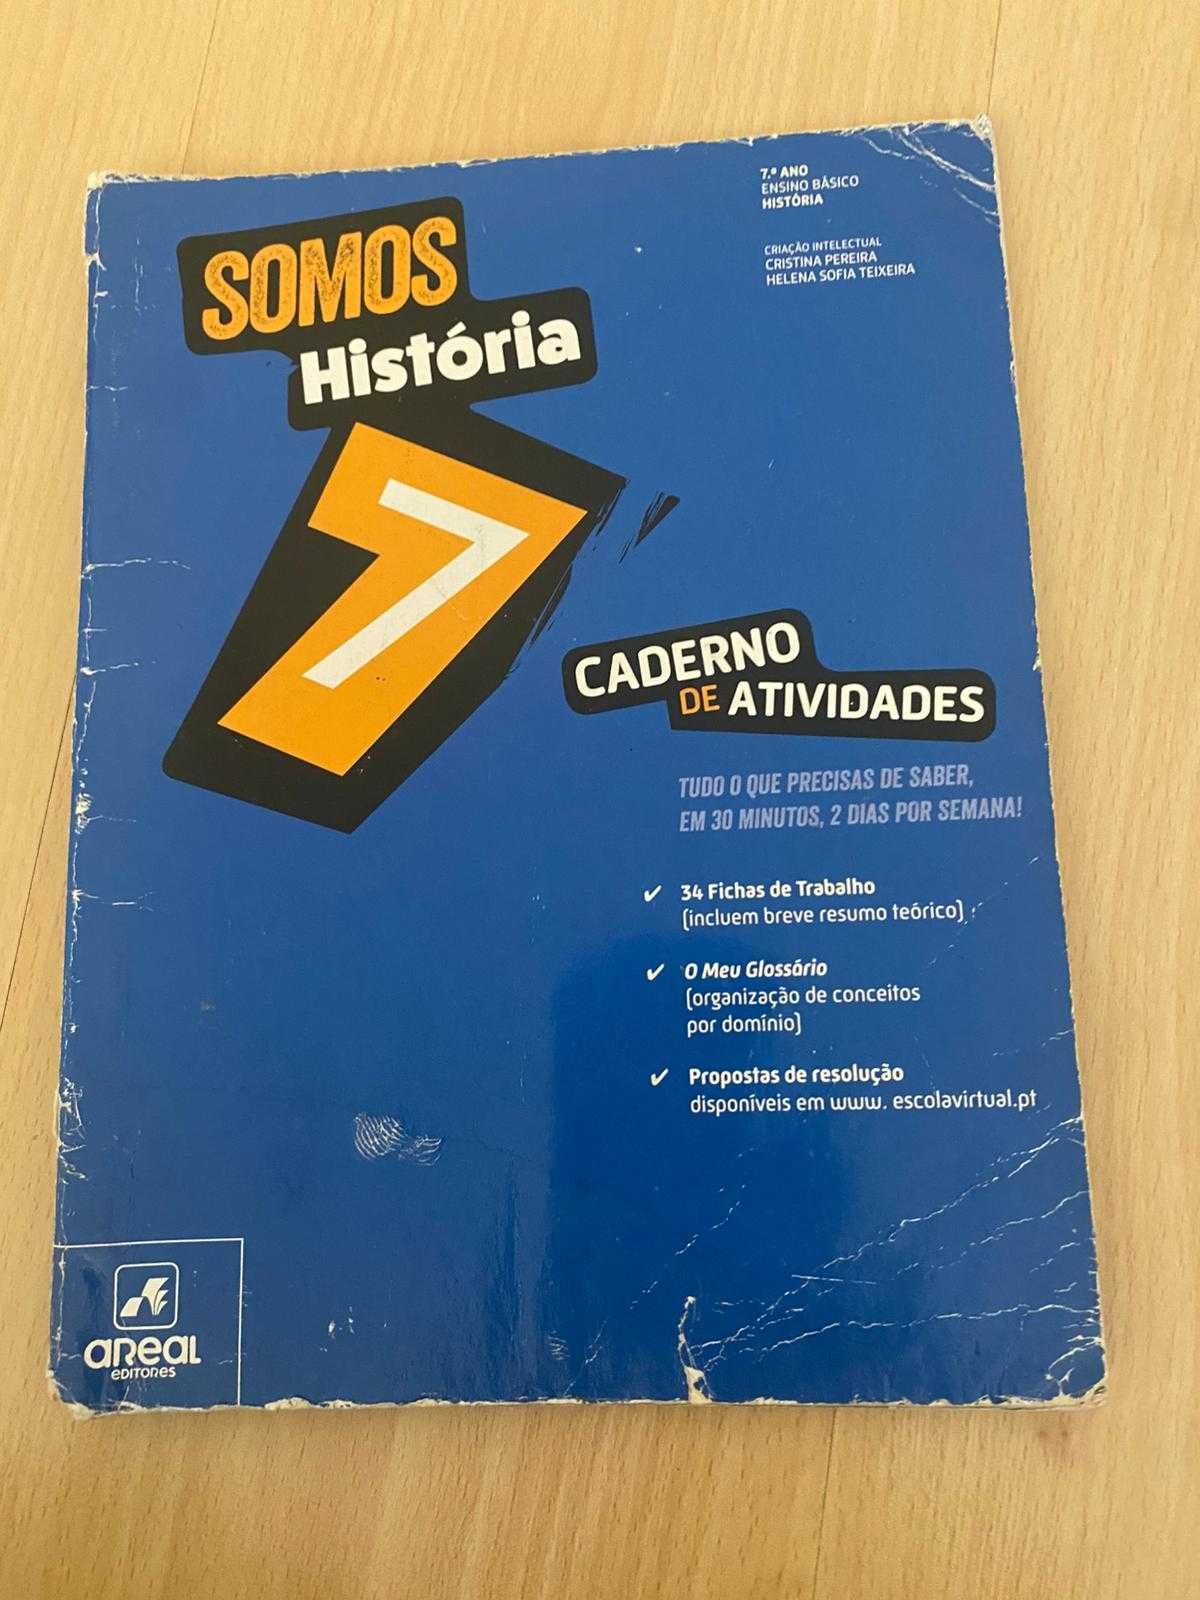 7.º ANO
ENSINO BÁSICO
HISTÓRIA
CRIAÇÃO INTELECTUAL
CRISTINA PEREIRA
HELENA SOFIA TEIXEIRA
SOMOS
História
7
CADERNO
DE ATIVIDADES
TUDO O QUE PRECISAS DE SABER,
EM 30 MINUTOS, 2 DIAS POR SEMANA!
✓ 34 Fichas de Trabalho
(incluem breve resumo teórico)
✓ O Meu Glossário
(organização de conceitos
por domínio)
✓ Propostas de resolução
disponíveis em www. escolavirtual.pt
aReaL
eDITORes